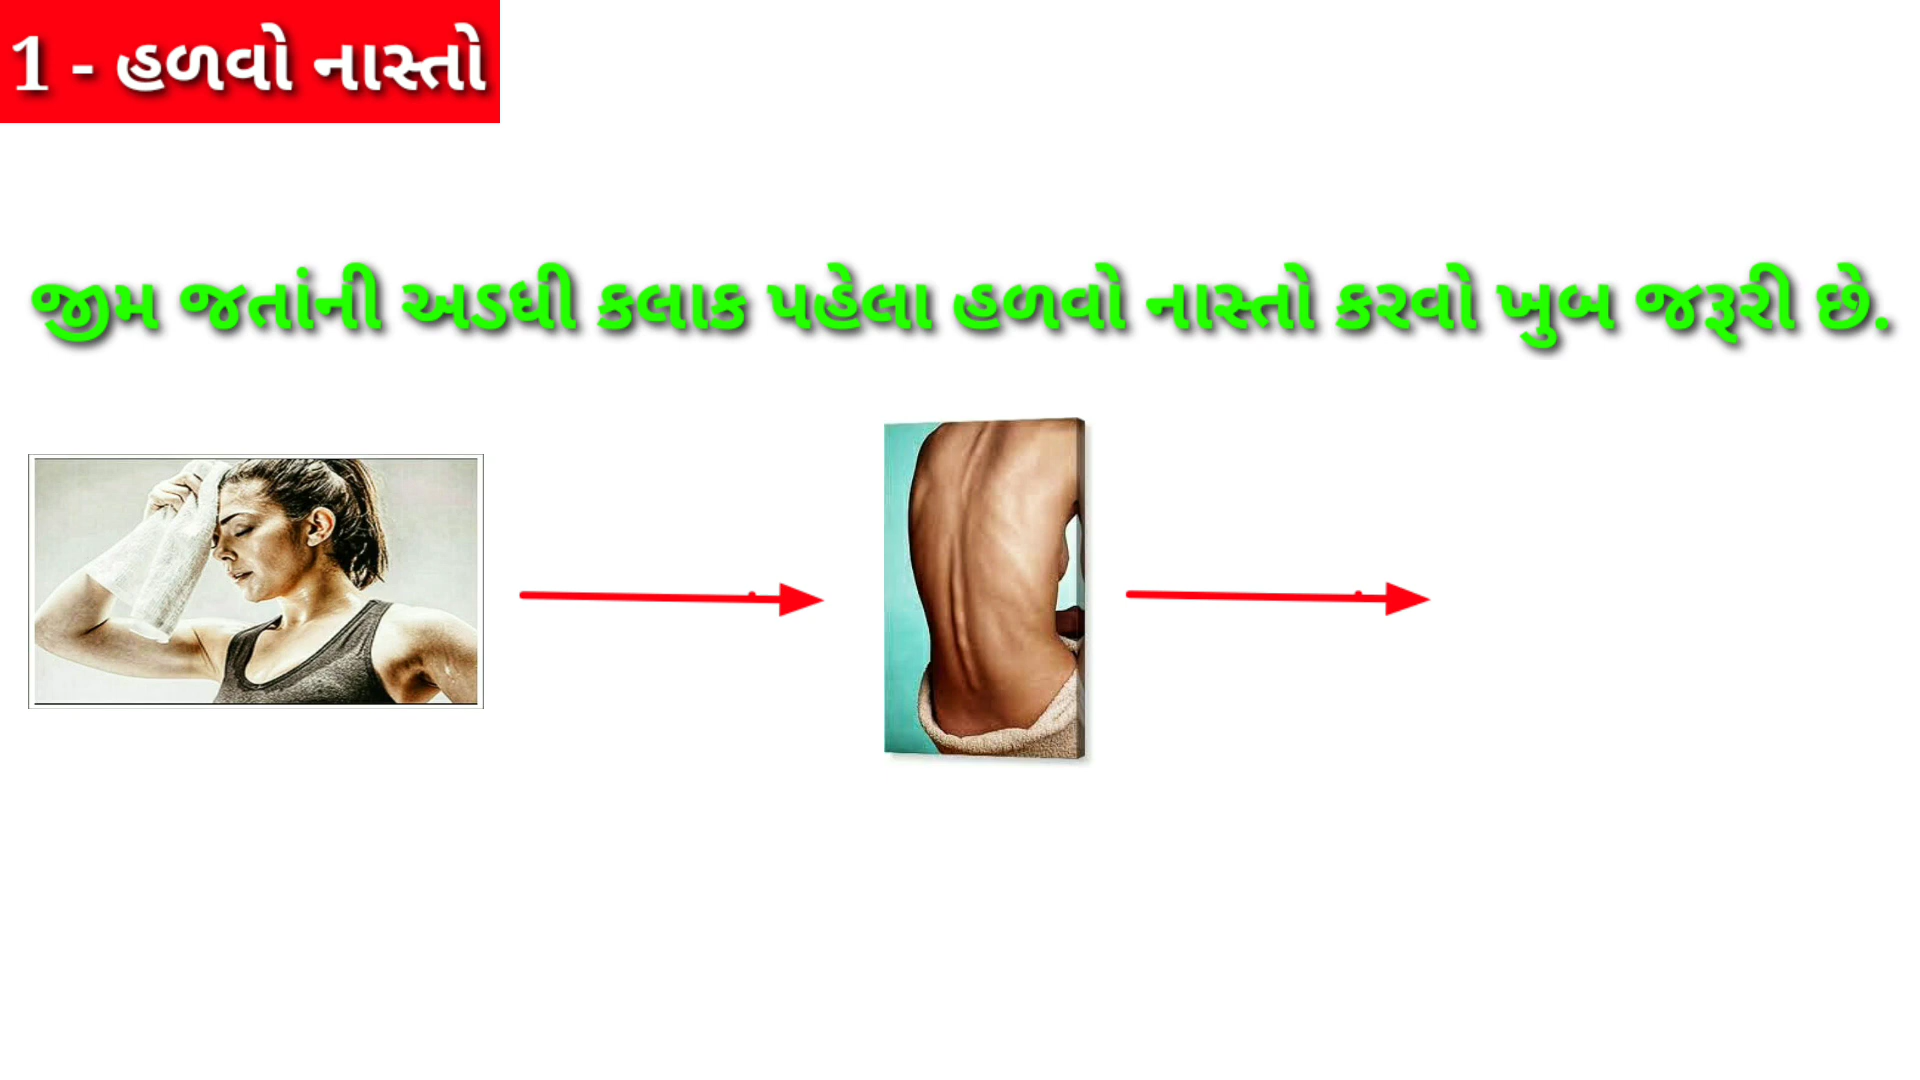 1 - હળવો નાસ્તો
જીમ જતાંની અડધી કલાક પહેલા હળવો નાસ્તો કરવો ખુબ જરૂરી છે.